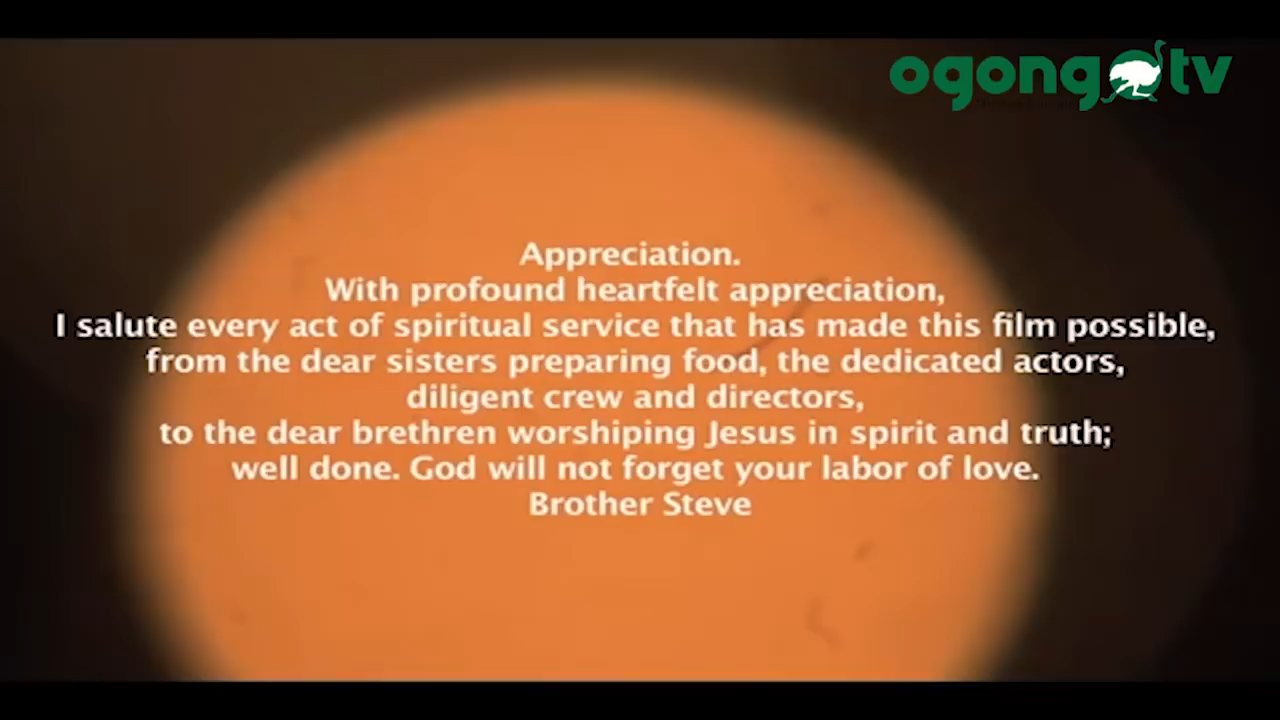 ogongo tv
Appreciation.
With profound heartfelt appreciation,
I salute every act of spiritual service that has made this film possible,
from the dear sisters preparing food, the dedicated actors,
diligent crew and directors,
to the dear brethren worshiping Jesus in spirit and truth;
well done. God will not forget your labor of love.
Brother Steve